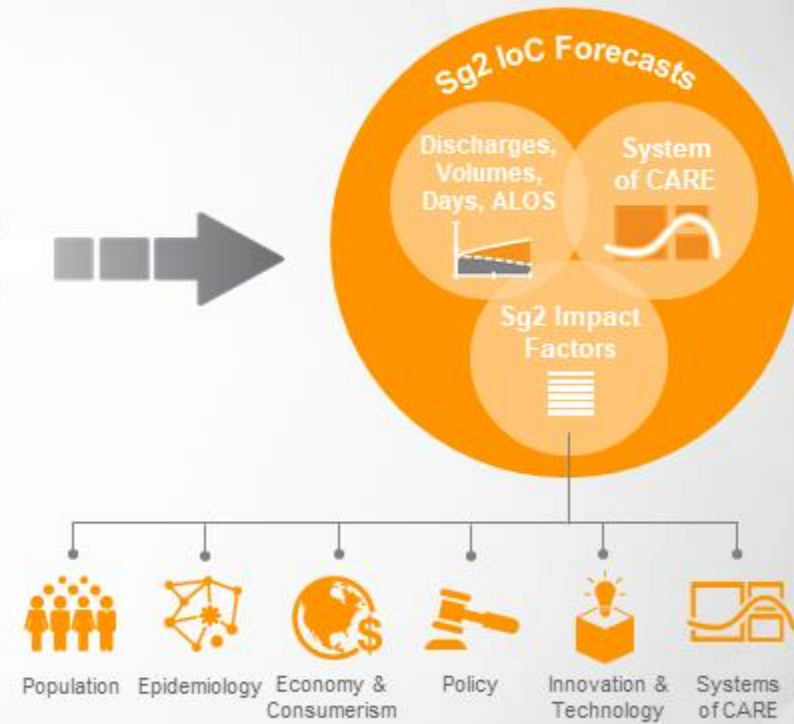 Sg2 IoC Forecasts
Discharges,
Volumes,
Days, ALOS
System
of CARE
Sg2 Impact
Factors
Population
Epidemiology
Economy &
Consumerism
Policy
Innovation &
Technology
Systems
of CARE